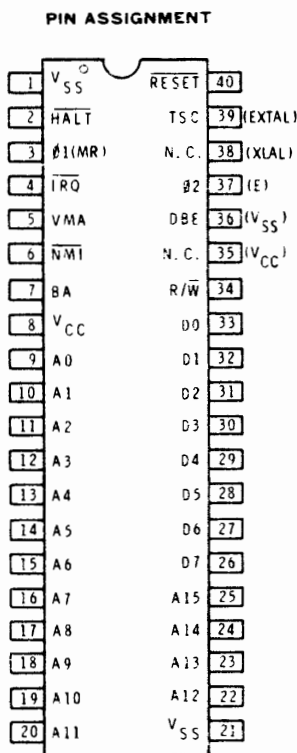 PIN ASSIGNMENT
1 VSS RESET 40
2 HALT TSC 39 (EXTAL)
3 ø1(MR) N.C. 38 (XLAL)
4 IRQ ø2 37 (E)
5 VMA DBE 36 (VSS)
6 NMI N.C. 35 (VCC)
7 BA R/W 34
8 VCC D0 33
9 A0 D1 32
10 A1 D2 31
11 A2 D3 30
12 A3 D4 29
13 A4 D5 28
14 A5 D6 27
15 A6 D7 26
16 A7 A15 25
17 A8 A14 24
18 A9 A13 23
19 A10 A12 22
20 A11 VSS 21